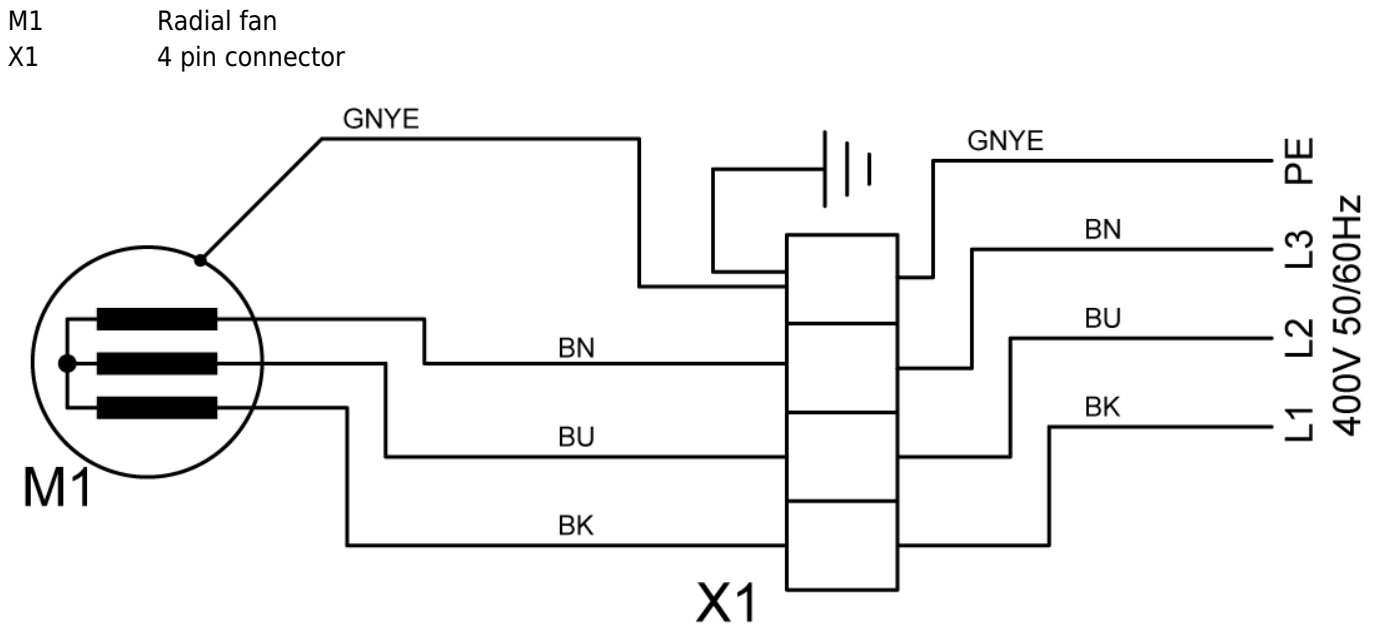 M1 Radial fan
X1 4 pin connector
GNYE
GNYE
PE
BN
L3
BU
L2
BK
L1
400V 50/60Hz
BN
BU
BK
M1
X1